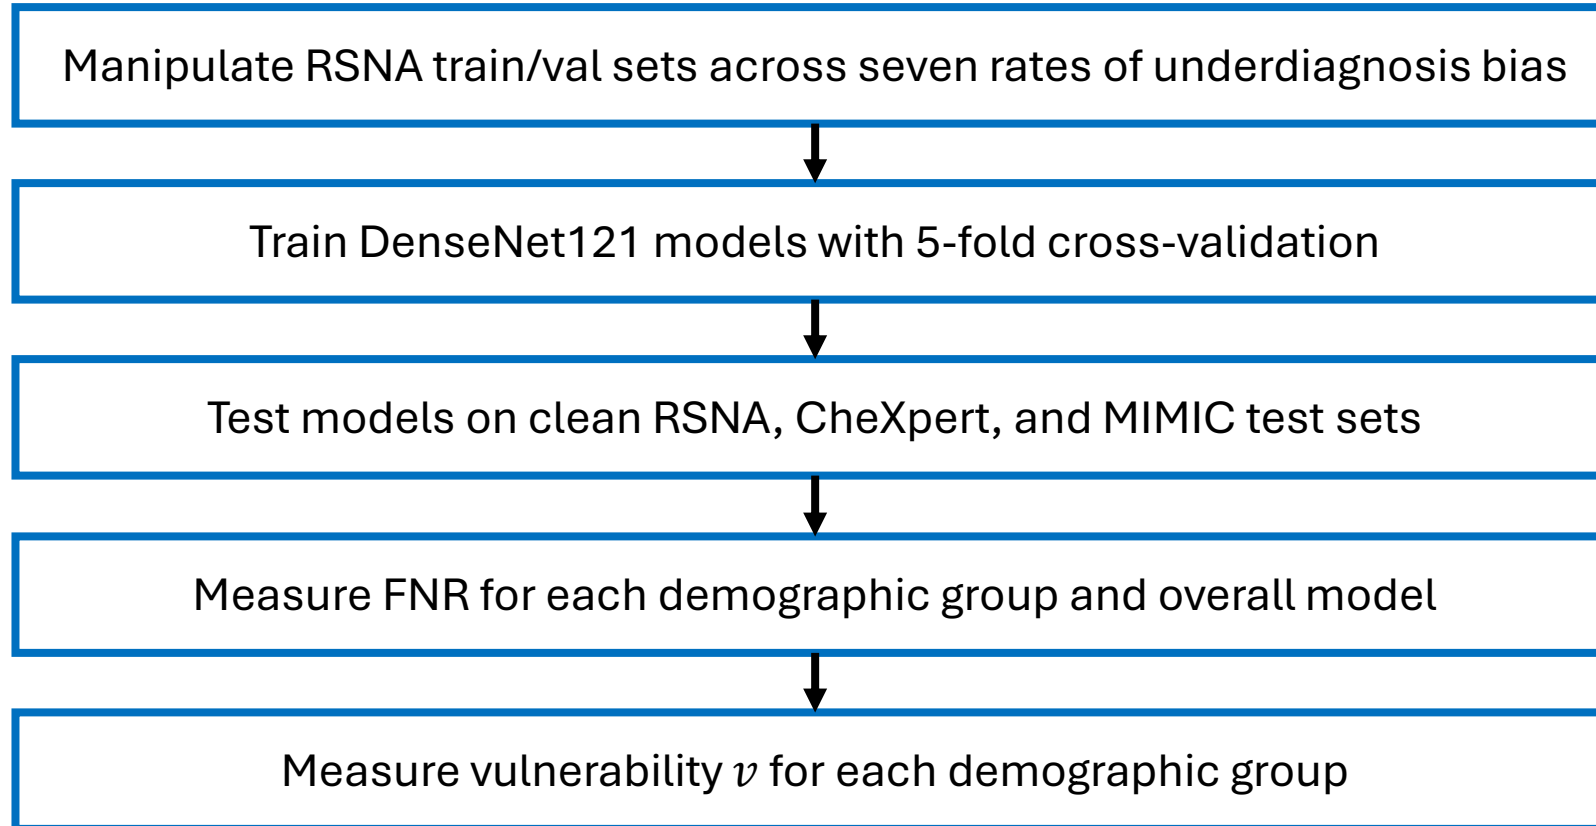 Manipulate RSNA train/val sets across seven rates of underdiagnosis bias
Train DenseNet121 models with 5-fold cross-validation
Test models on clean RSNA, CheXpert, and MIMIC test sets
Measure FNR for each demographic group and overall model
Measure vulnerability 𝑣 for each demographic group